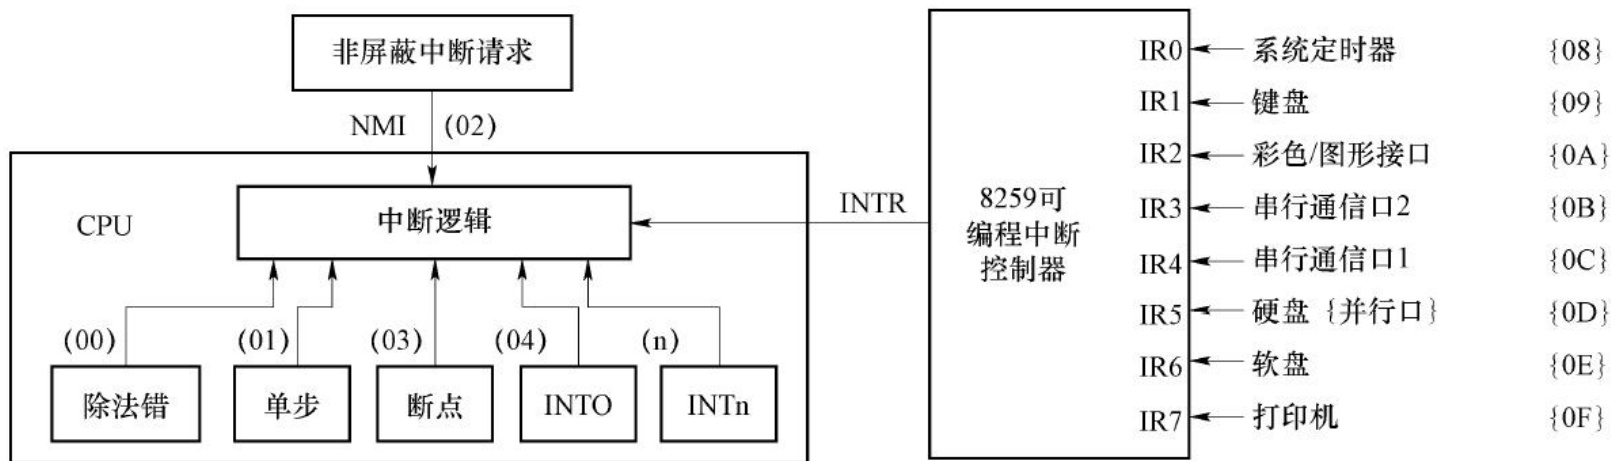 非屏蔽中断请求
NMI (02)
CPU
中断逻辑
INTR
(00) (01) (03) (04) (n)
除法错 单步 断点 INTO INTn
8259可
编程中断
控制器
IR0 系统定时器 {08}
IR1 键盘 {09}
IR2 彩色/图形接口 {0A}
IR3 串行通信口2 {0B}
IR4 串行通信口1 {0C}
IR5 硬盘 {并行口} {0D}
IR6 软盘 {0E}
IR7 打印机 {0F}